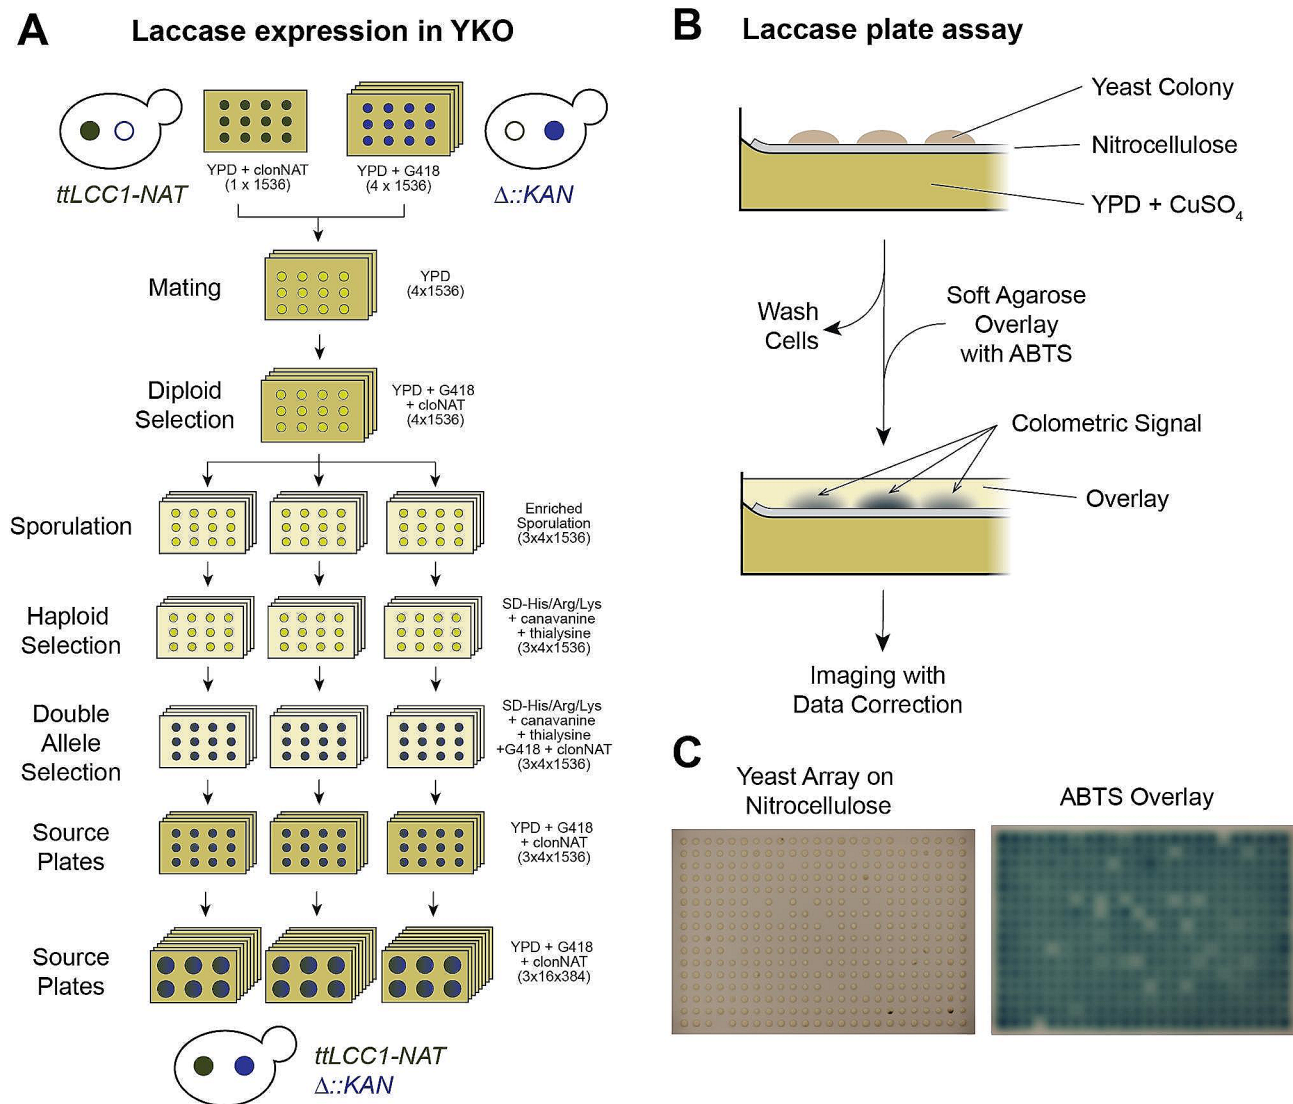 A
Laccase expression in YKO
YPD + clonNAT
(1 x 1536)
YPD + G418
(4 x 1536)
ttLCC1-NAT
Δ::KAN
Mating
YPD
(4x1536)
Diploid
Selection
YPD + G418
+ cloNAT
(4x1536)
Sporulation
Enriched
Sporulation
(3x4x1536)
Haploid
Selection
SD-His/Arg/Lys
+ canavanine
+ thialysine
(3x4x1536)
Double
Allele
Selection
SD-His/Arg/Lys
+ canavanine
+ thialysine
+G418 + clonNAT
(3x4x1536)
Source
Plates
YPD + G418
+ clonNAT
(3x4x1536)
Source
Plates
YPD + G418
+ clonNAT
(3x16x384)
ttLCC1-NAT
Δ::KAN
B
Laccase plate assay
Yeast Colony
Nitrocellulose
YPD + CuSO₄
Wash
Cells
Soft Agarose
Overlay
with ABTS
Colometric Signal
Overlay
Imaging with
Data Correction
C
Yeast Array on
Nitrocellulose
ABTS Overlay